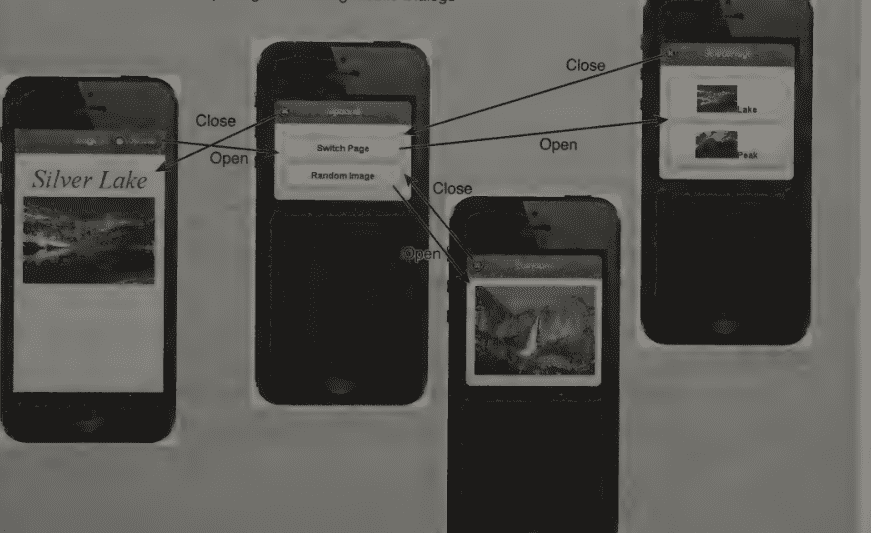 Close
Close
Lake
Switch Page
Open
Open
Peak
Silver Lake
Random Image
Close
Open